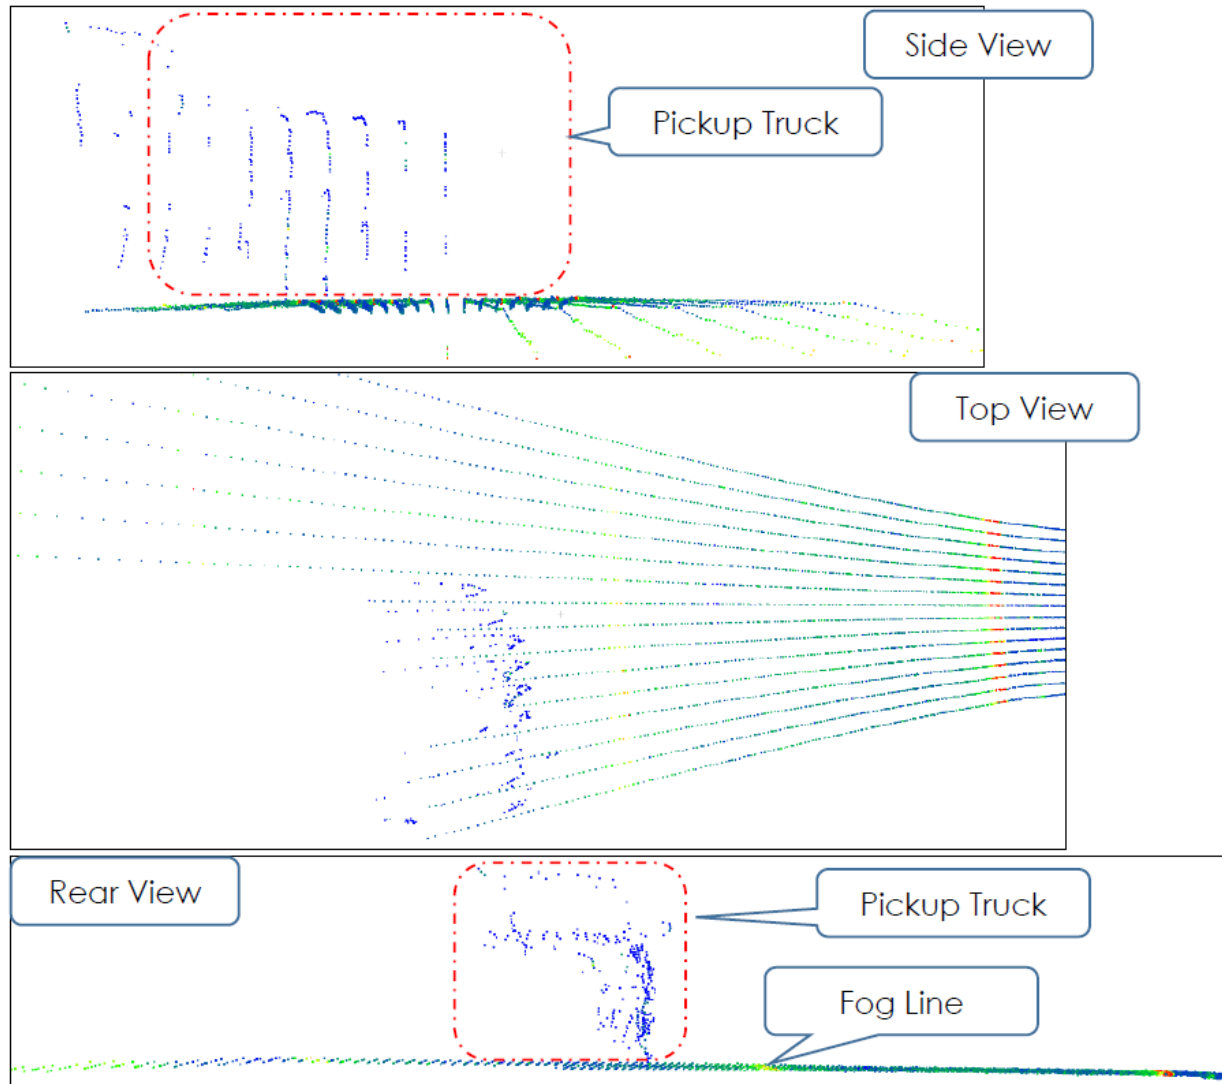 Side View
Pickup Truck
Top View
Rear View
Pickup Truck
Fog Line